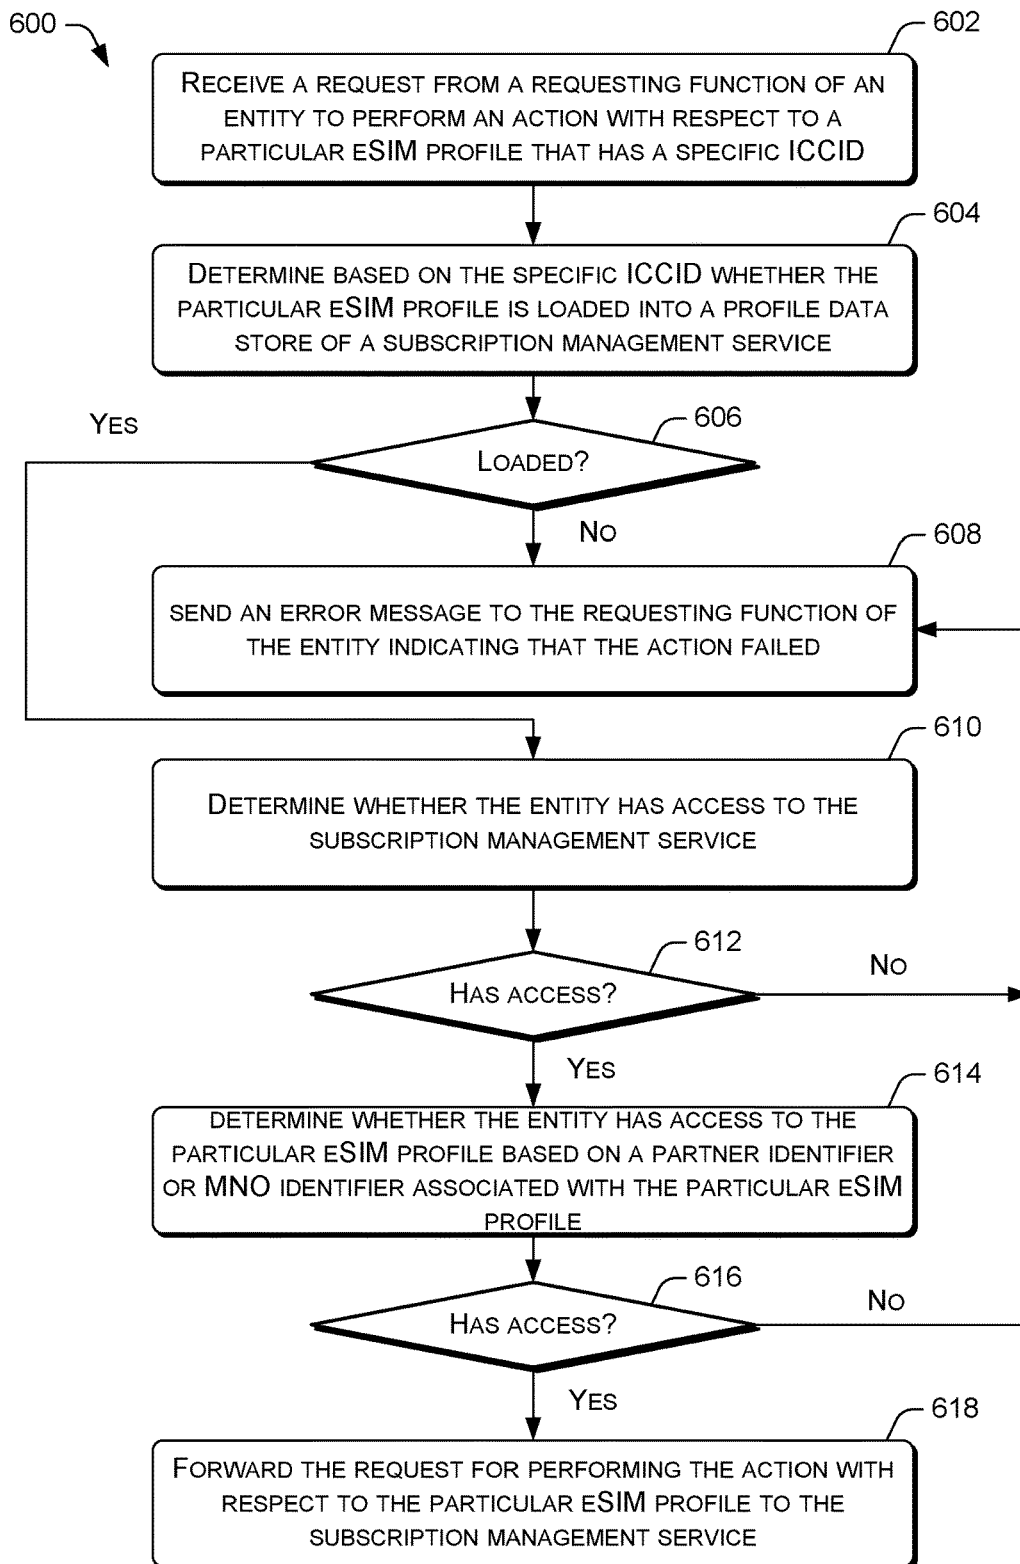 600
602
RECEIVE A REQUEST FROM A REQUESTING FUNCTION OF AN
ENTITY TO PERFORM AN ACTION WITH RESPECT TO A
PARTICULAR ESIM PROFILE THAT HAS A SPECIFIC ICCID
604
DETERMINE BASED ON THE SPECIFIC ICCID WHETHER THE
PARTICULAR ESIM PROFILE IS LOADED INTO A PROFILE DATA
STORE OF A SUBSCRIPTION MANAGEMENT SERVICE
YES
606
LOADED?
NO
608
SEND AN ERROR MESSAGE TO THE REQUESTING FUNCTION OF
THE ENTITY INDICATING THAT THE ACTION FAILED
610
DETERMINE WHETHER THE ENTITY HAS ACCESS TO THE
SUBSCRIPTION MANAGEMENT SERVICE
612
HAS ACCESS?
NO
YES
614
DETERMINE WHETHER THE ENTITY HAS ACCESS TO THE
PARTICULAR ESIM PROFILE BASED ON A PARTNER IDENTIFIER
OR MNO IDENTIFIER ASSOCIATED WITH THE PARTICULAR ESIM
PROFILE
616
HAS ACCESS?
NO
YES
618
FORWARD THE REQUEST FOR PERFORMING THE ACTION WITH
RESPECT TO THE PARTICULAR ESIM PROFILE TO THE
SUBSCRIPTION MANAGEMENT SERVICE